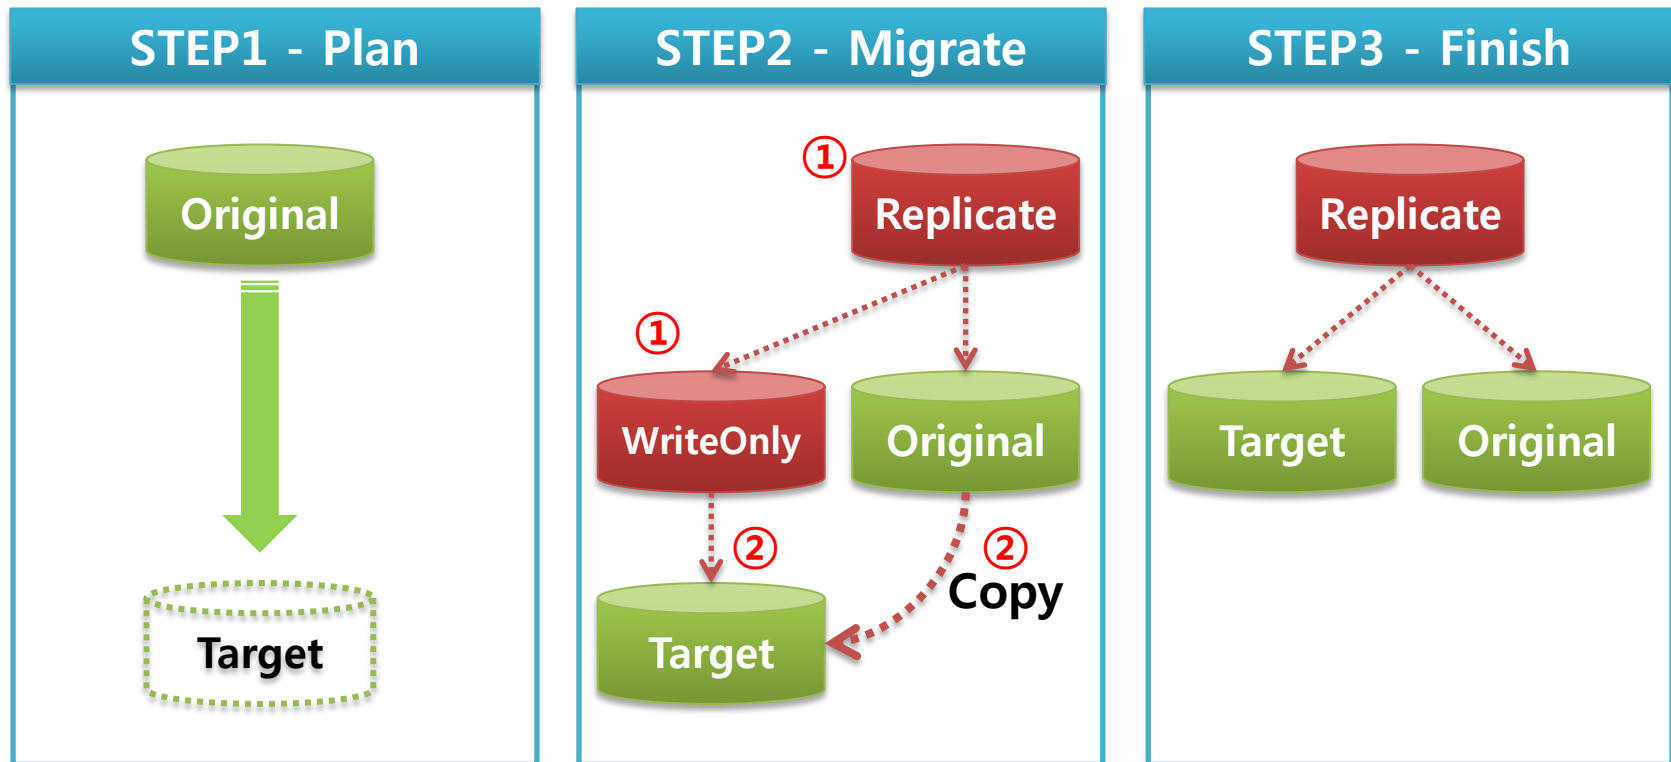 STEP1 - Plan
Original
Target
STEP2 - Migrate
①
Replicate
①
WriteOnly
Original
②
②
Copy
Target
STEP3 - Finish
Replicate
Target
Original